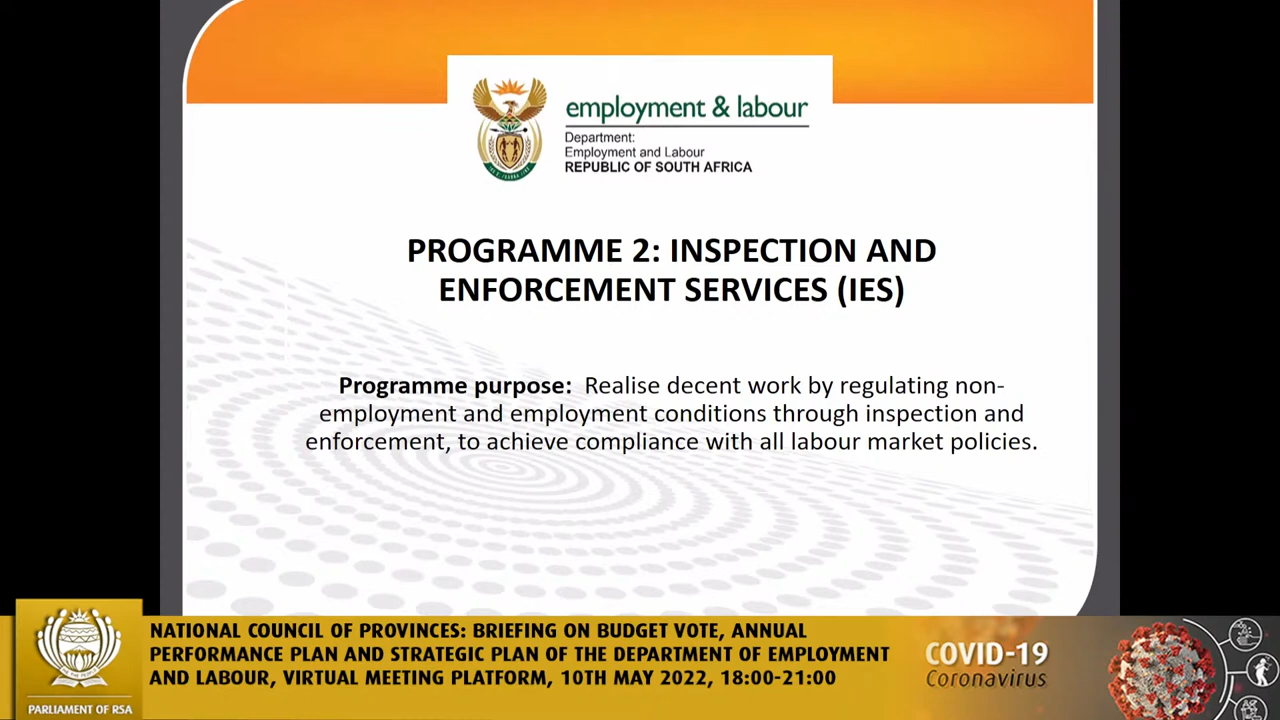 employment & labour
Department:
Employment and Labour
REPUBLIC OF SOUTH AFRICA
PROGRAMME 2: INSPECTION AND
ENFORCEMENT SERVICES (IES)
Programme purpose: Realise decent work by regulating non-
employment and employment conditions through inspection and
enforcement, to achieve compliance with all labour market policies.
NATIONAL COUNCIL OF PROVINCES: BRIEFING ON BUDGET VOTE, ANNUAL
PERFORMANCE PLAN AND STRATEGIC PLAN OF THE DEPARTMENT OF EMPLOYMENT
AND LABOUR, VIRTUAL MEETING PLATFORM, 10TH MAY 2022, 18:00-21:00
PARLIAMENT OF RSA
COVID-19
Coronavirus